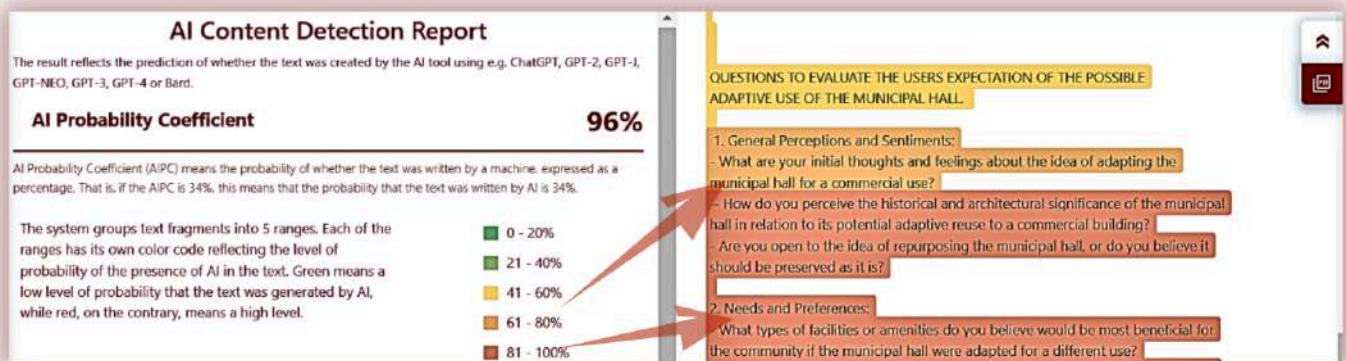 AI Content Detection Report
The result reflects the prediction of whether the text was created by the AI tool using e.g. ChatGPT, GPT-2, GPT-J,
GPT-NEO, GPT-3, GPT-4 or Bard.
AI Probability Coefficient 96%
AI Probability Coefficient (AIPC) means the probability of whether the text was written by a machine, expressed as a
percentage. That is, if the AIPC is 34%, this means that the probability that the text was written by AI is 34%.
The system groups text fragments into 5 ranges. Each of the
ranges has its own color code reflecting the level of
probability of the presence of AI in the text. Green means a
low level of probability that the text was generated by AI,
while red, on the contrary, means a high level.
0 - 20%
21 - 40%
41 - 60%
61 - 80%
81 - 100%
QUESTIONS TO EVALUATE THE USERS EXPECTATION OF THE POSSIBLE
ADAPTIVE USE OF THE MUNICIPAL HALL.
1. General Perceptions and Sentiments:
- What are your initial thoughts and feelings about the idea of adapting the
municipal hall for a commercial use?
- How do you perceive the historical and architectural significance of the municipal
hall in relation to its potential adaptive reuse to a commercial building?
- Are you open to the idea of repurposing the municipal hall, or do you believe it
should be preserved as it is?
2. Needs and Preferences:
- What types of facilities or amenities do you believe would be most beneficial for
the community if the municipal hall were adapted for a different use?